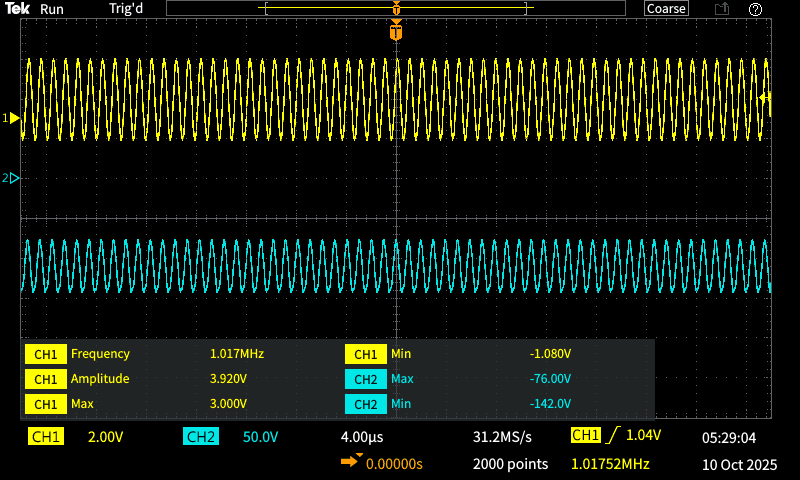 Tek Run Trig'd T Coarse ?
T
1
2
CH1 Frequency 1.017MHz CH1 Min -1.080V
CH1 Amplitude 3.920V CH2 Max -76.00V
CH1 Max 3.000V CH2 Min -142.0V
CH1 2.00V CH2 50.0V 4.00µs 31.2MS/s CH1 1.04V 05:29:04
0.00000s 2000 points 1.01752MHz 10 Oct 2025